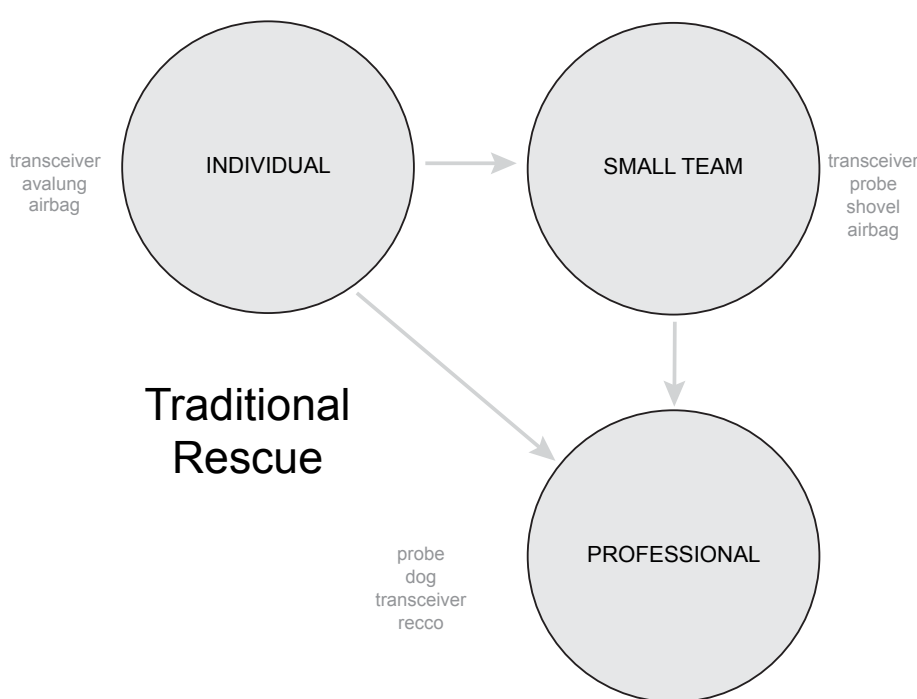 INDIVIDUAL
SMALL TEAM
transceiver
avalung
airbag
transceiver
probe
shovel
airbag
Traditional
Rescue
PROFESSIONAL
probe
dog
transceiver
recco